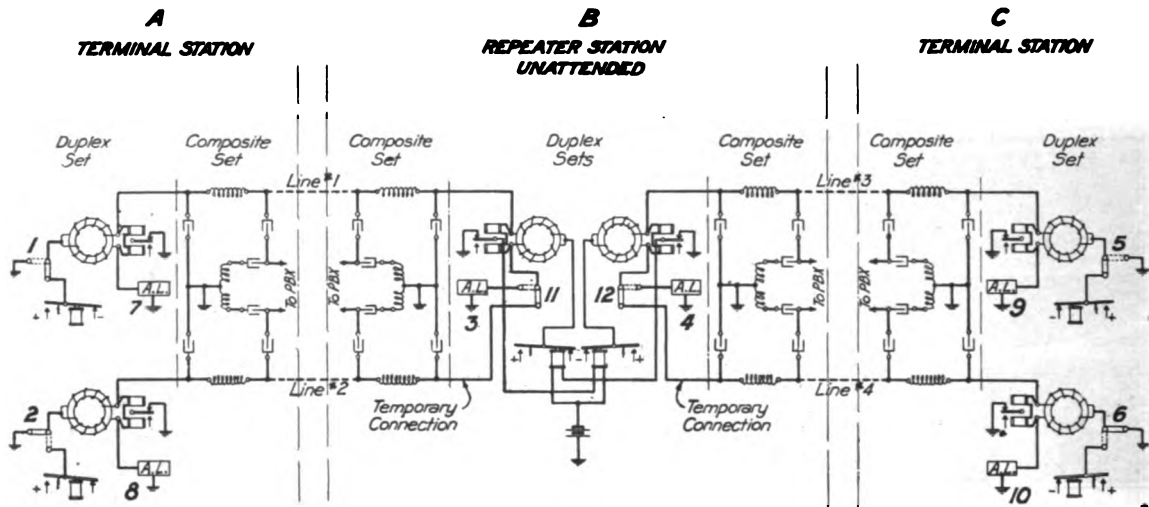 A
TERMINAL STATION
B
REPEATER STATION
UNATTENDED
C
TERMINAL STATION
Duplex
Set
Composite
Set
Composite
Set
Duplex
Sets
Composite
Set
Composite
Set
Duplex
Set
Line #1
Line #3
1
+
-
A.L.
7
To PBX
To PBX
A.L.
3
11
12
A.L.
4
To PBX
To PBX
A.L.
9
5
-
+
+
-
+
Line #2
Line #4
Temporary
Connection
Temporary
Connection
2
+
-
A.L.
8
A.L.
10
6
-
+